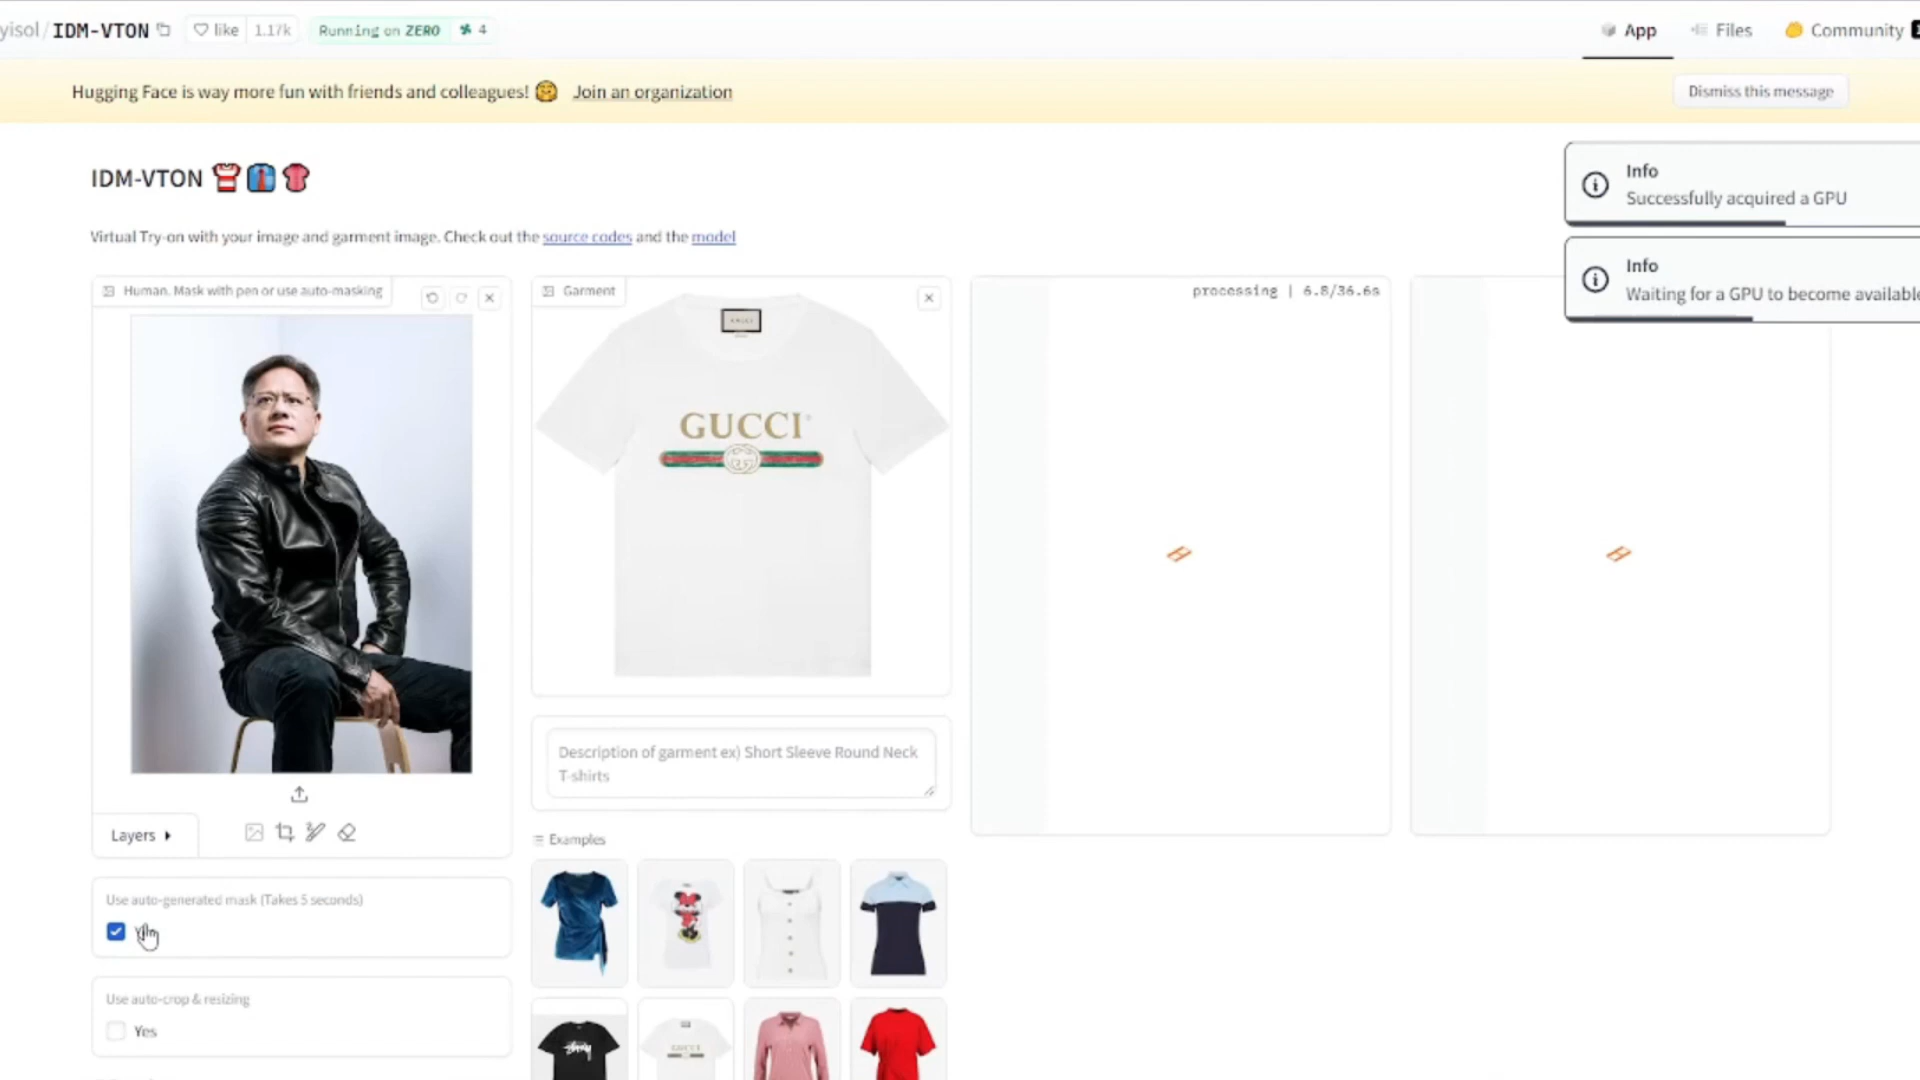 yisol/IDM-VTON like 1.17k Running on ZERO 4
App Files Community
Hugging Face is way more fun with friends and colleagues! Join an organization
Dismiss this message
IDM-VTON
Info
Successfully acquired a GPU
Info
Waiting for a GPU to become available
Virtual Try-on with your image and garment image. Check out the source codes and the model
Human. Mask with pen or use auto-masking
Garment
processing | 6.8/36.6s
GUCCI
GUCCI
Description of garment ex) Short Sleeve Round Neck
T-shirts
Layers
Examples
Use auto-generated mask (Takes 5 seconds)
Use auto-crop & resizing
Yes
GUCCI